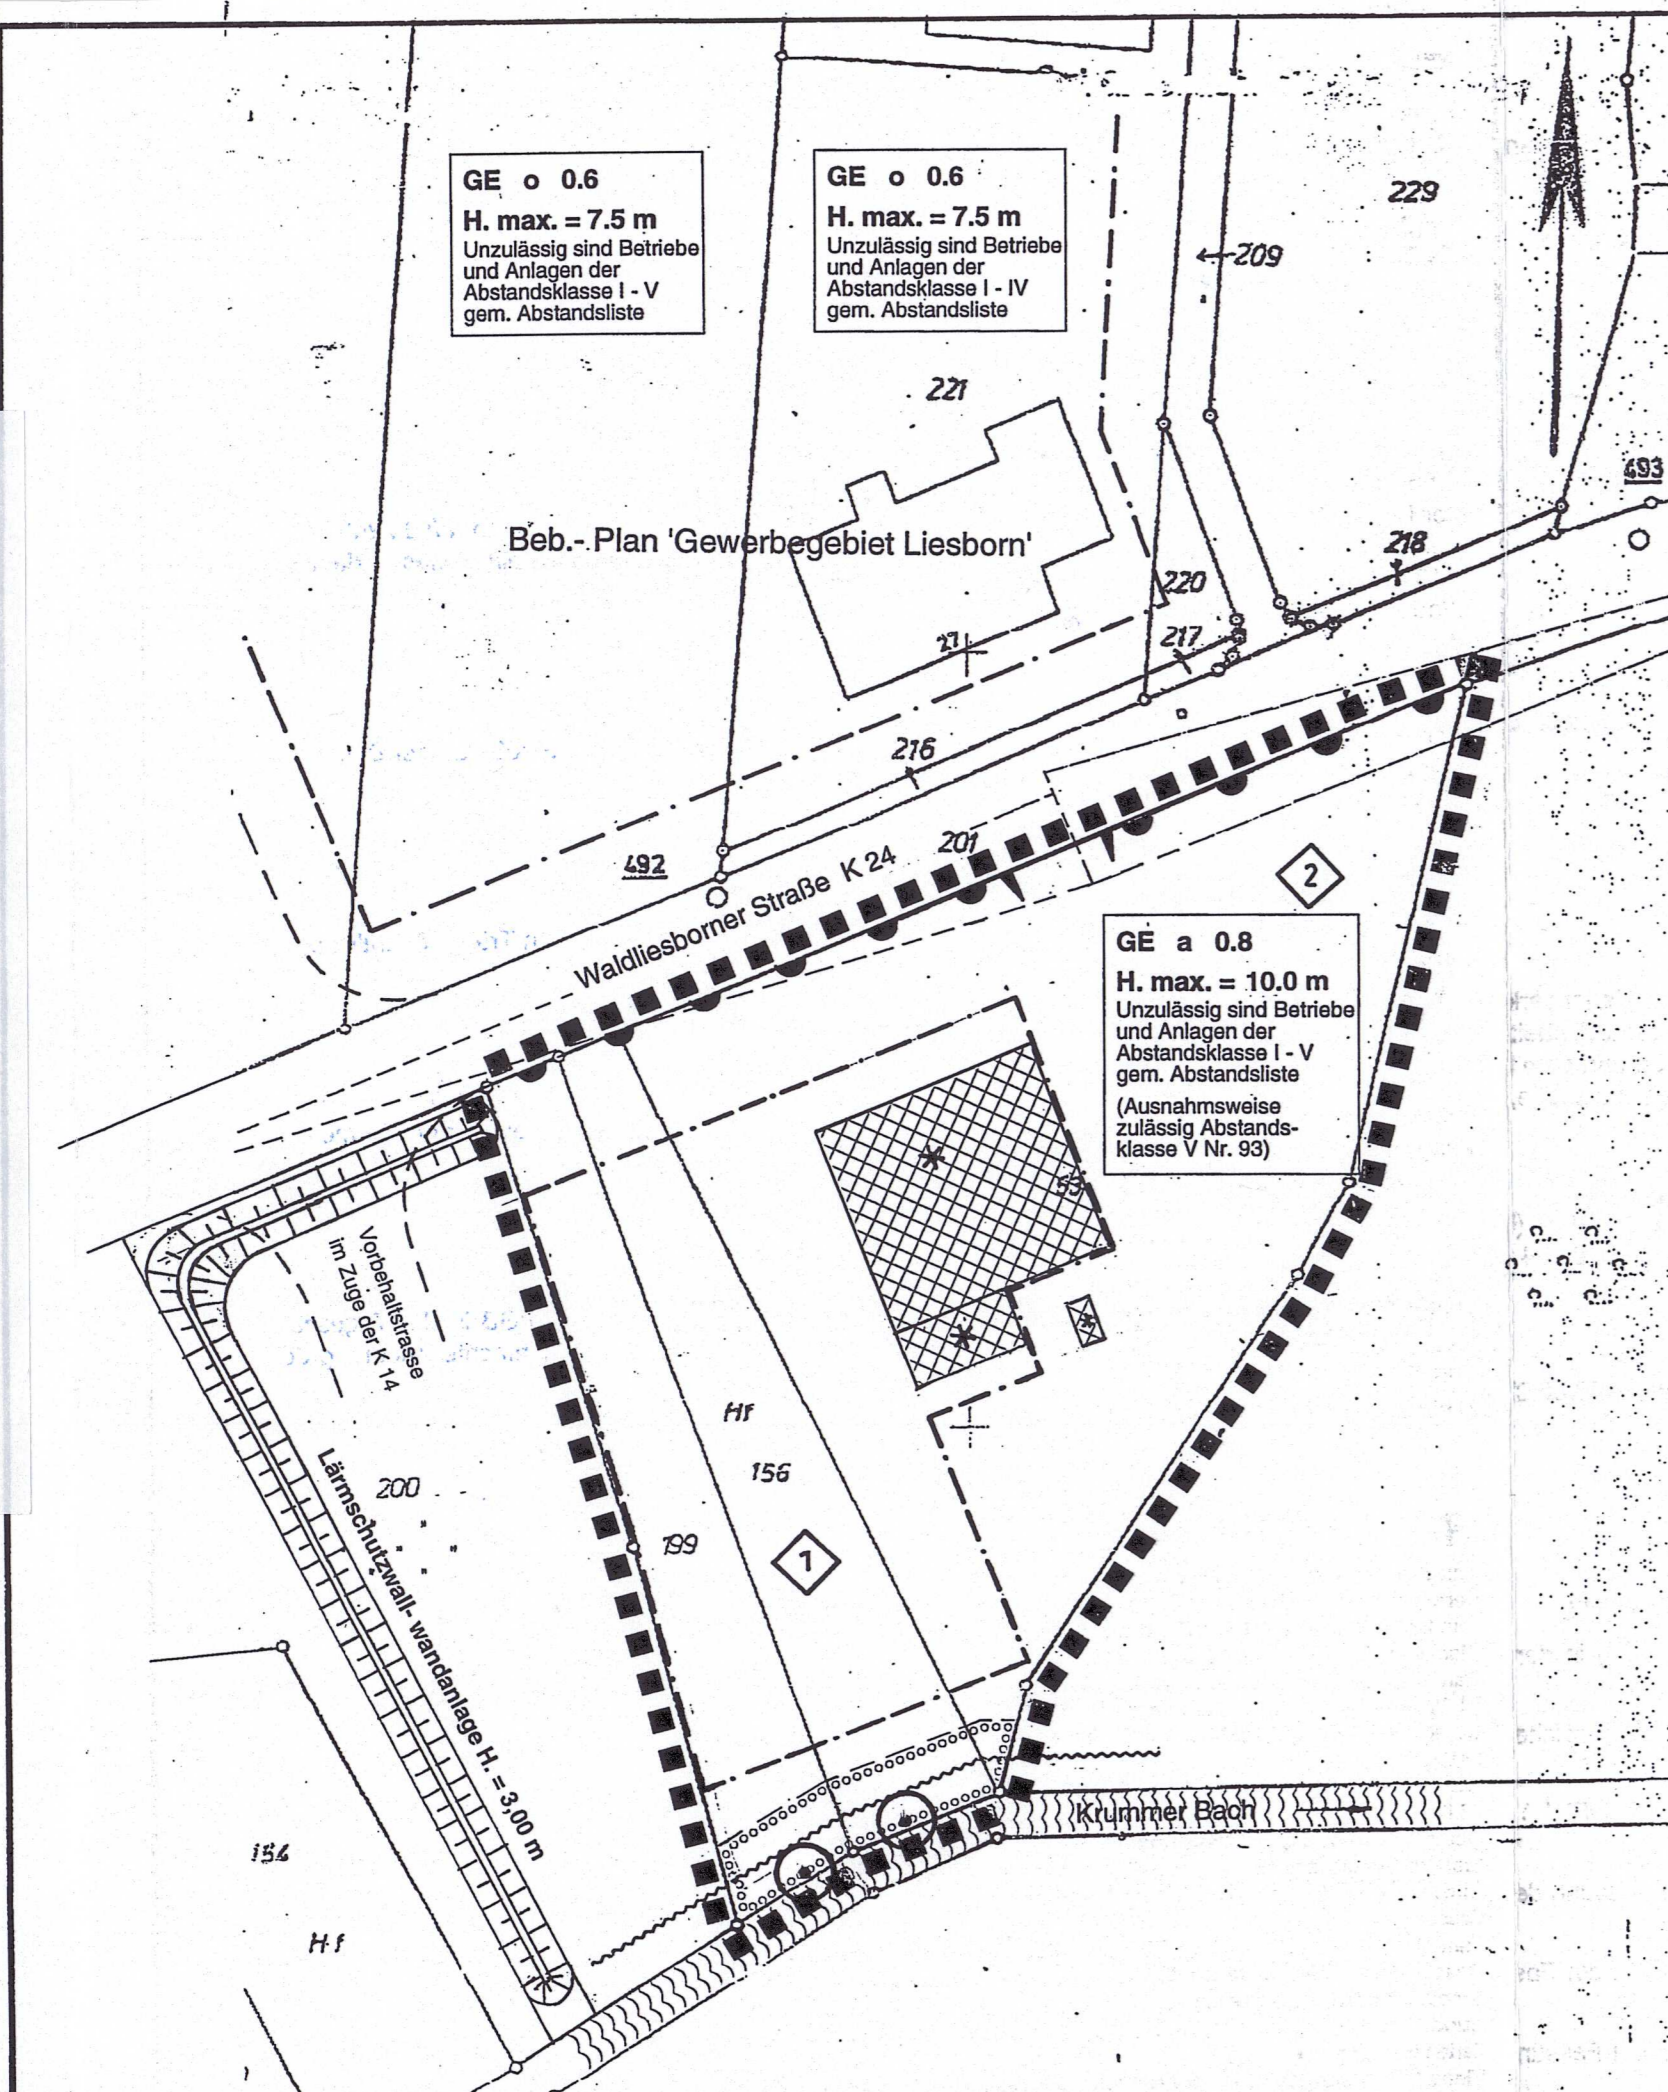 GE o 0.6
H. max. = 7.5 m
Unzulässig sind Betriebe
und Anlagen der
Abstandsklasse I - V
gem. Abstandsliste
GE o 0.6
H. max. = 7.5 m
Unzulässig sind Betriebe
und Anlagen der
Abstandsklasse I - IV
gem. Abstandsliste
229
←209
221
493
Beb.- Plan 'Gewerbegebiet Liesborn'
218
220
27
217
216
492
201
Waldliesborner Straße K 24
2
GE a 0.8
H. max. = 10.0 m
Unzulässig sind Betriebe
und Anlagen der
Abstandsklasse I - V
gem. Abstandsliste
(Ausnahmsweise
zulässig Abstands-
klasse V Nr. 93)
53
Vorbehaltstrasse
im Zuge der K 14
Hf
156
200
199
1
Lärmschutzwall- wandanlage H. = 3,00 m
Krummer Bach
154
Hf